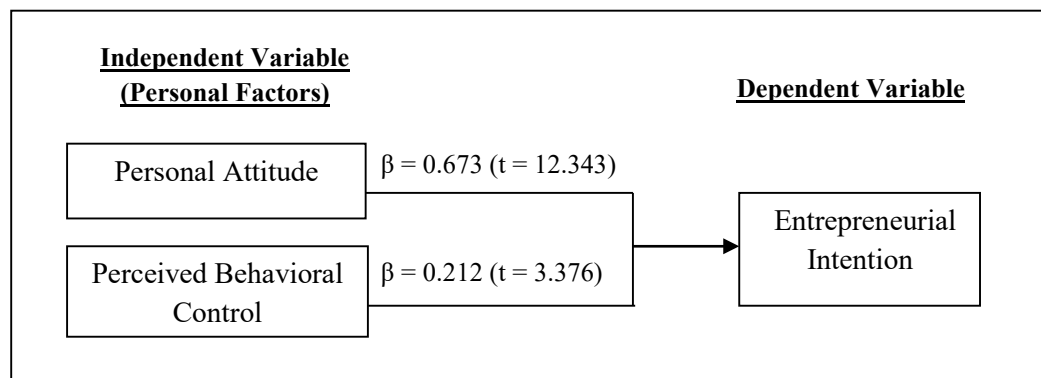 Independent Variable
(Personal Factors)
Dependent Variable
Personal Attitude
β = 0.673 (t = 12.343)
Entrepreneurial
Intention
Perceived Behavioral
Control
β = 0.212 (t = 3.376)